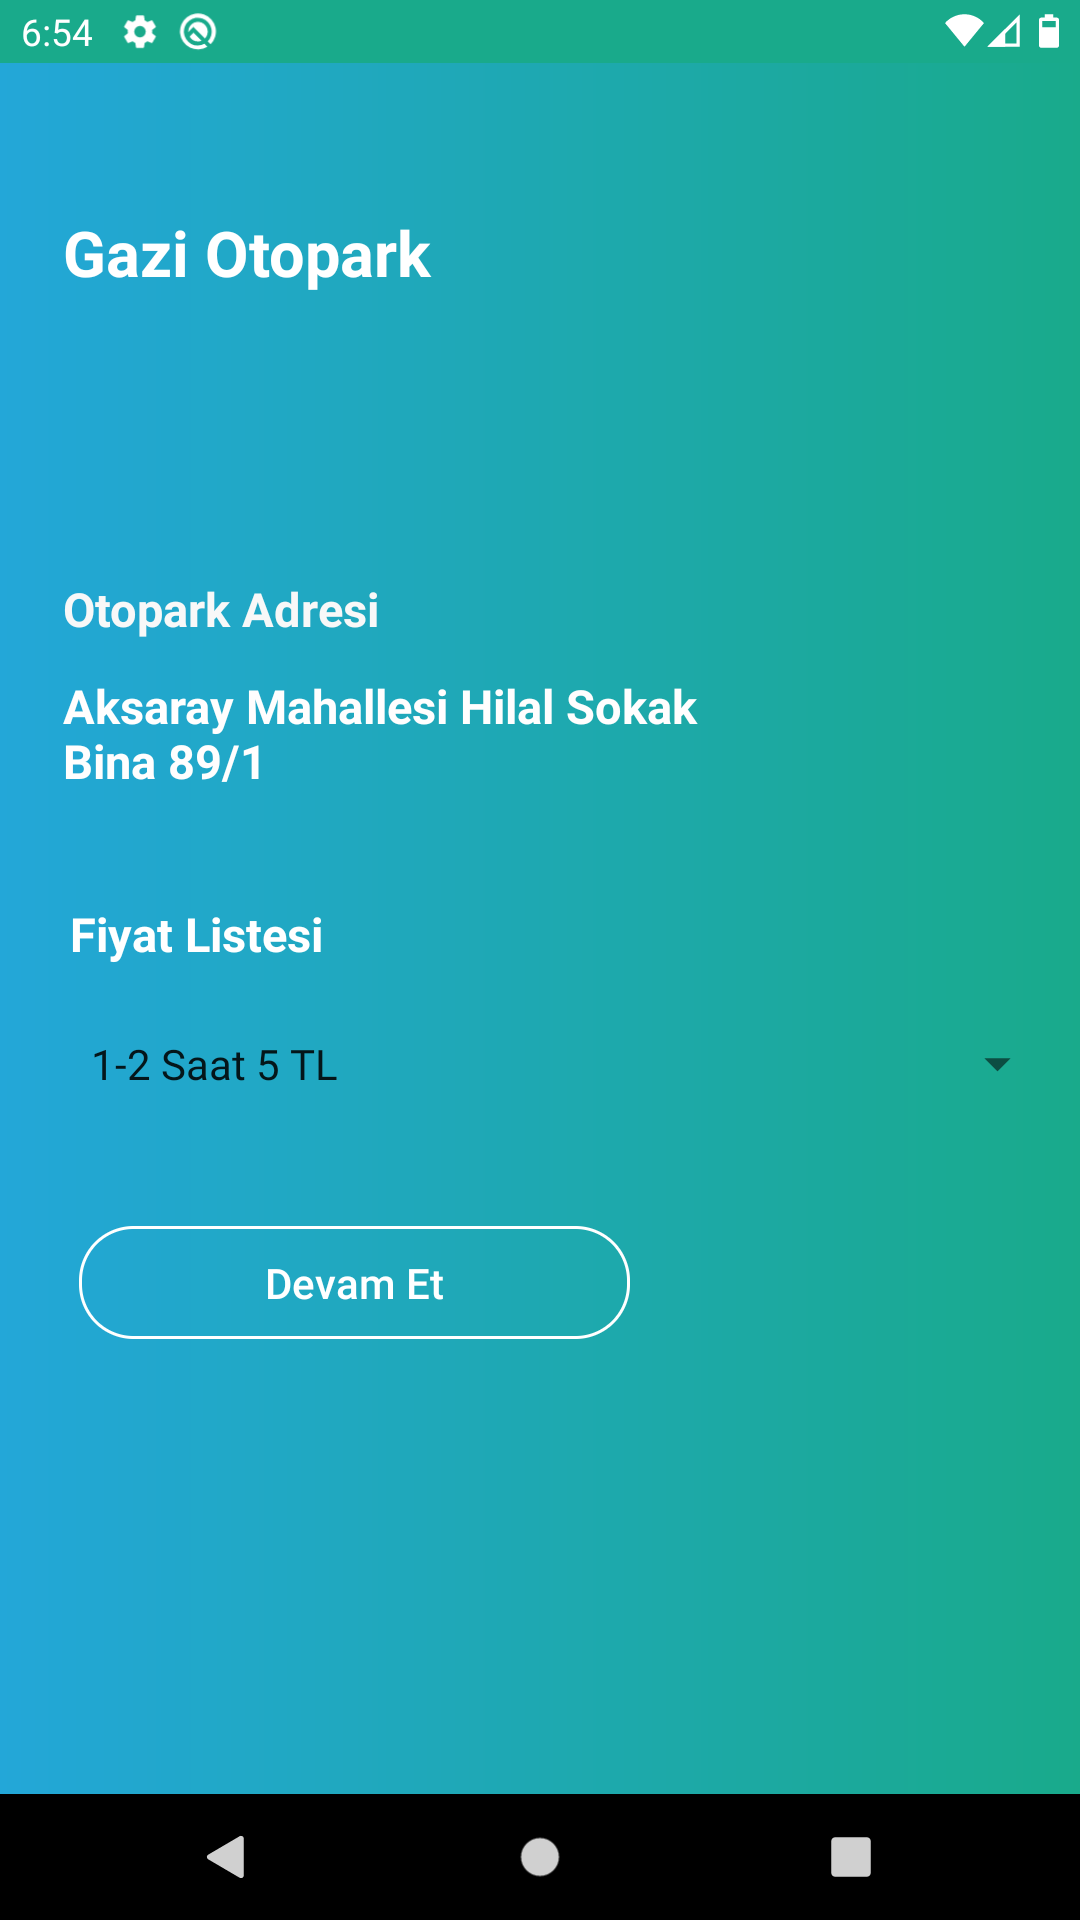 6:54
Gazi Otopark
Otopark Adresi
Aksaray Mahallesi Hilal Sokak
Bina 89/1
Fiyat Listesi
1-2 Saat 5 TL
Devam Et